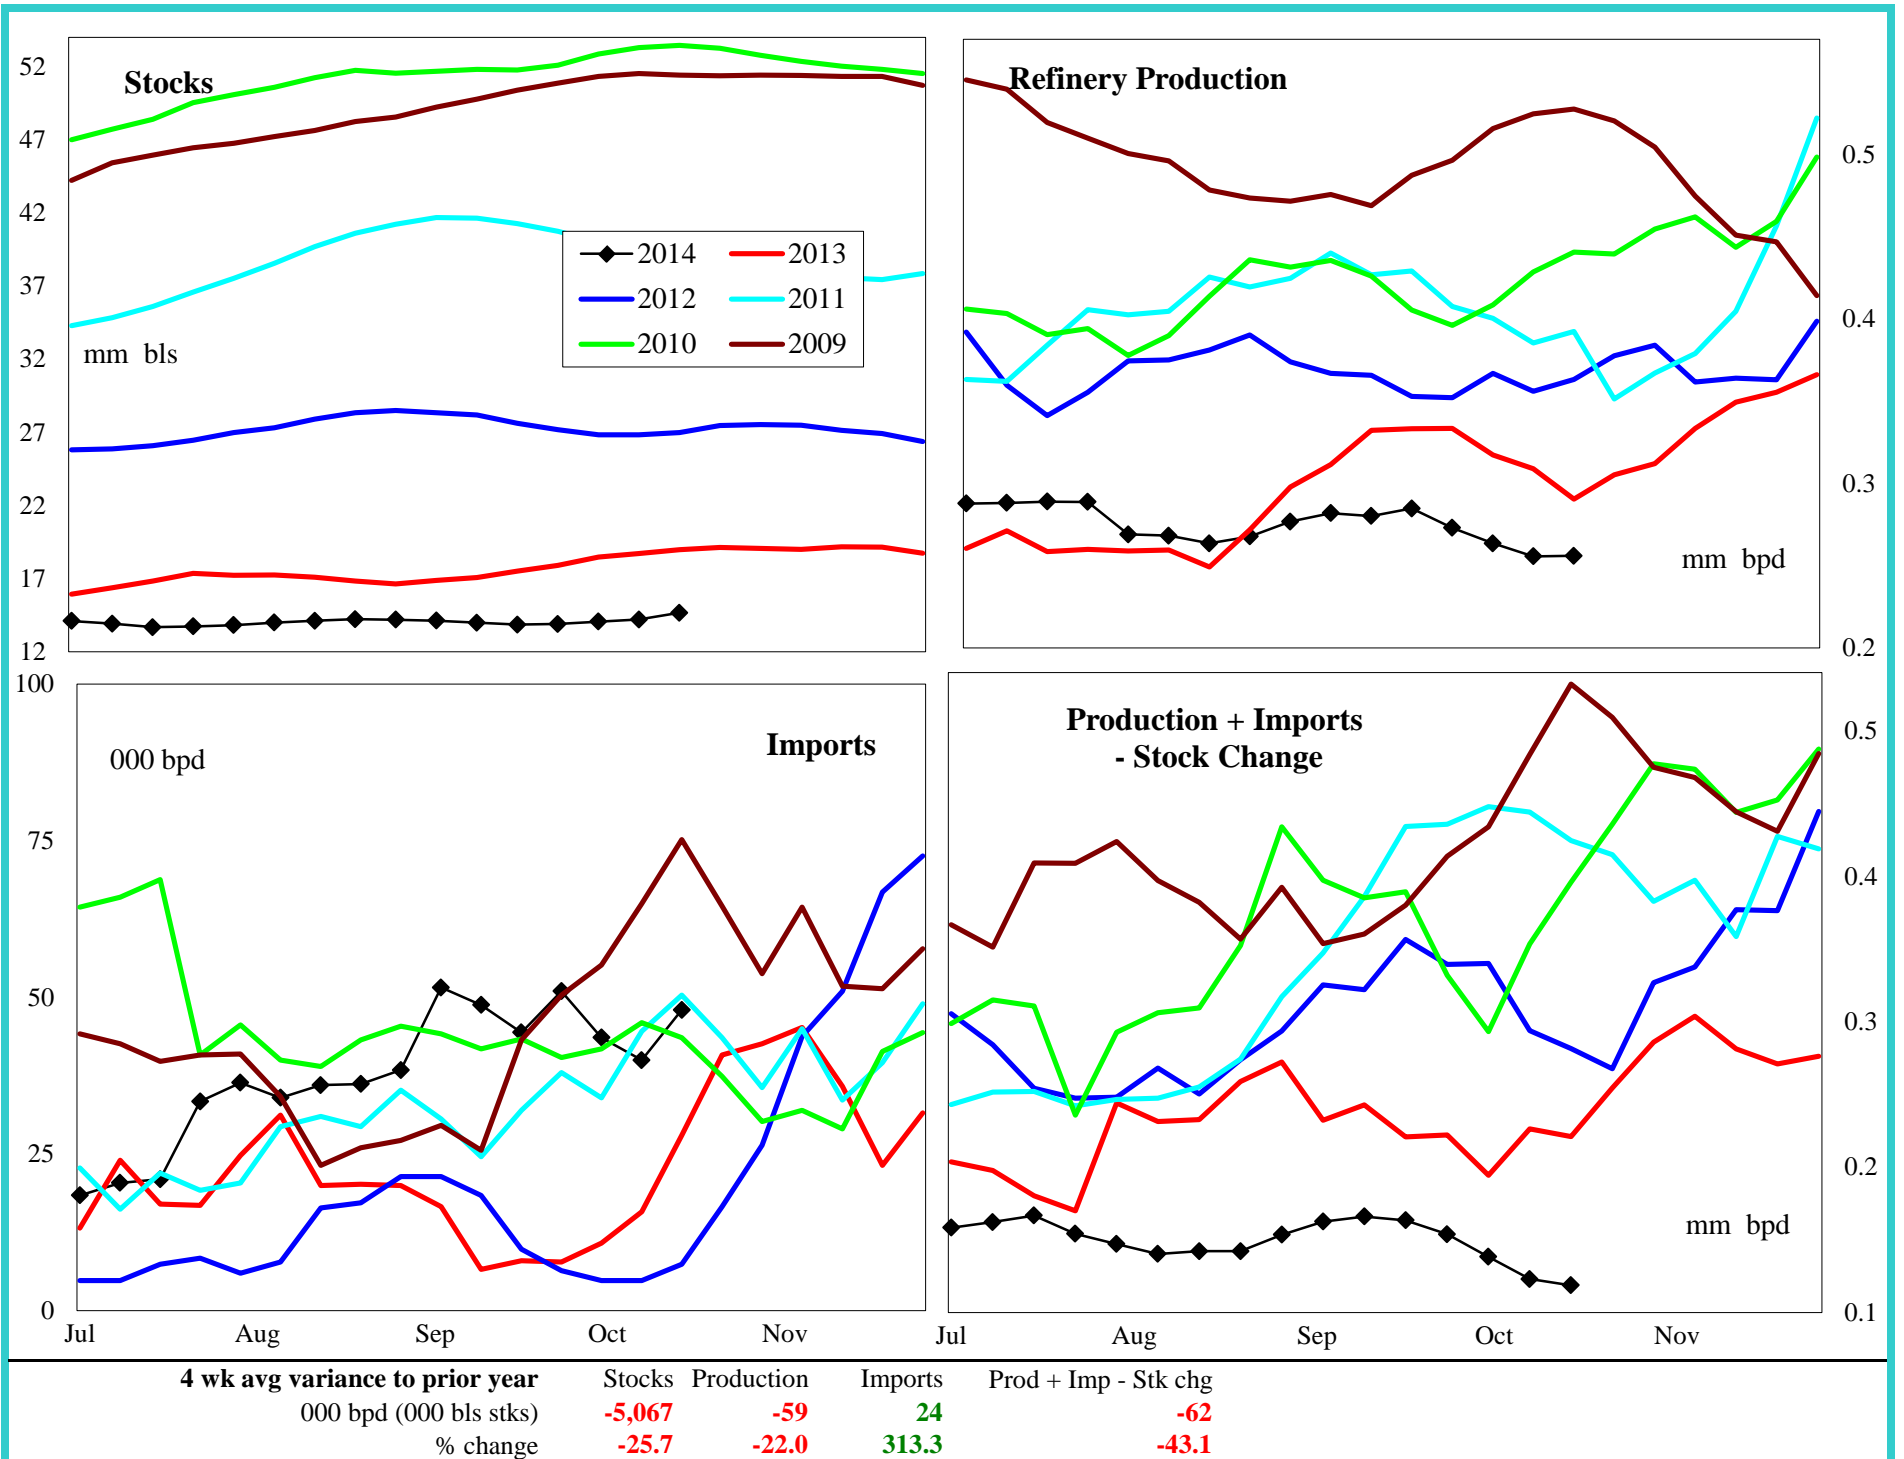 Stocks
52
47
42
37
32
27
22
17
12
mm bls
2014 2013
2012 2011
2010 2009
Refinery Production
0.5
0.4
0.3
0.2
mm bpd
Imports
000 bpd
100
75
50
25
0
Jul Aug Sep Oct Nov
Production + Imports
- Stock Change
0.5
0.4
0.3
0.2
0.1
mm bpd
Jul Aug Sep Oct Nov
4 wk avg variance to prior year Stocks Production Imports Prod + Imp - Stk chg
000 bpd (000 bls stks) -5,067 -59 24 -62
% change -25.7 -22.0 313.3 -43.1